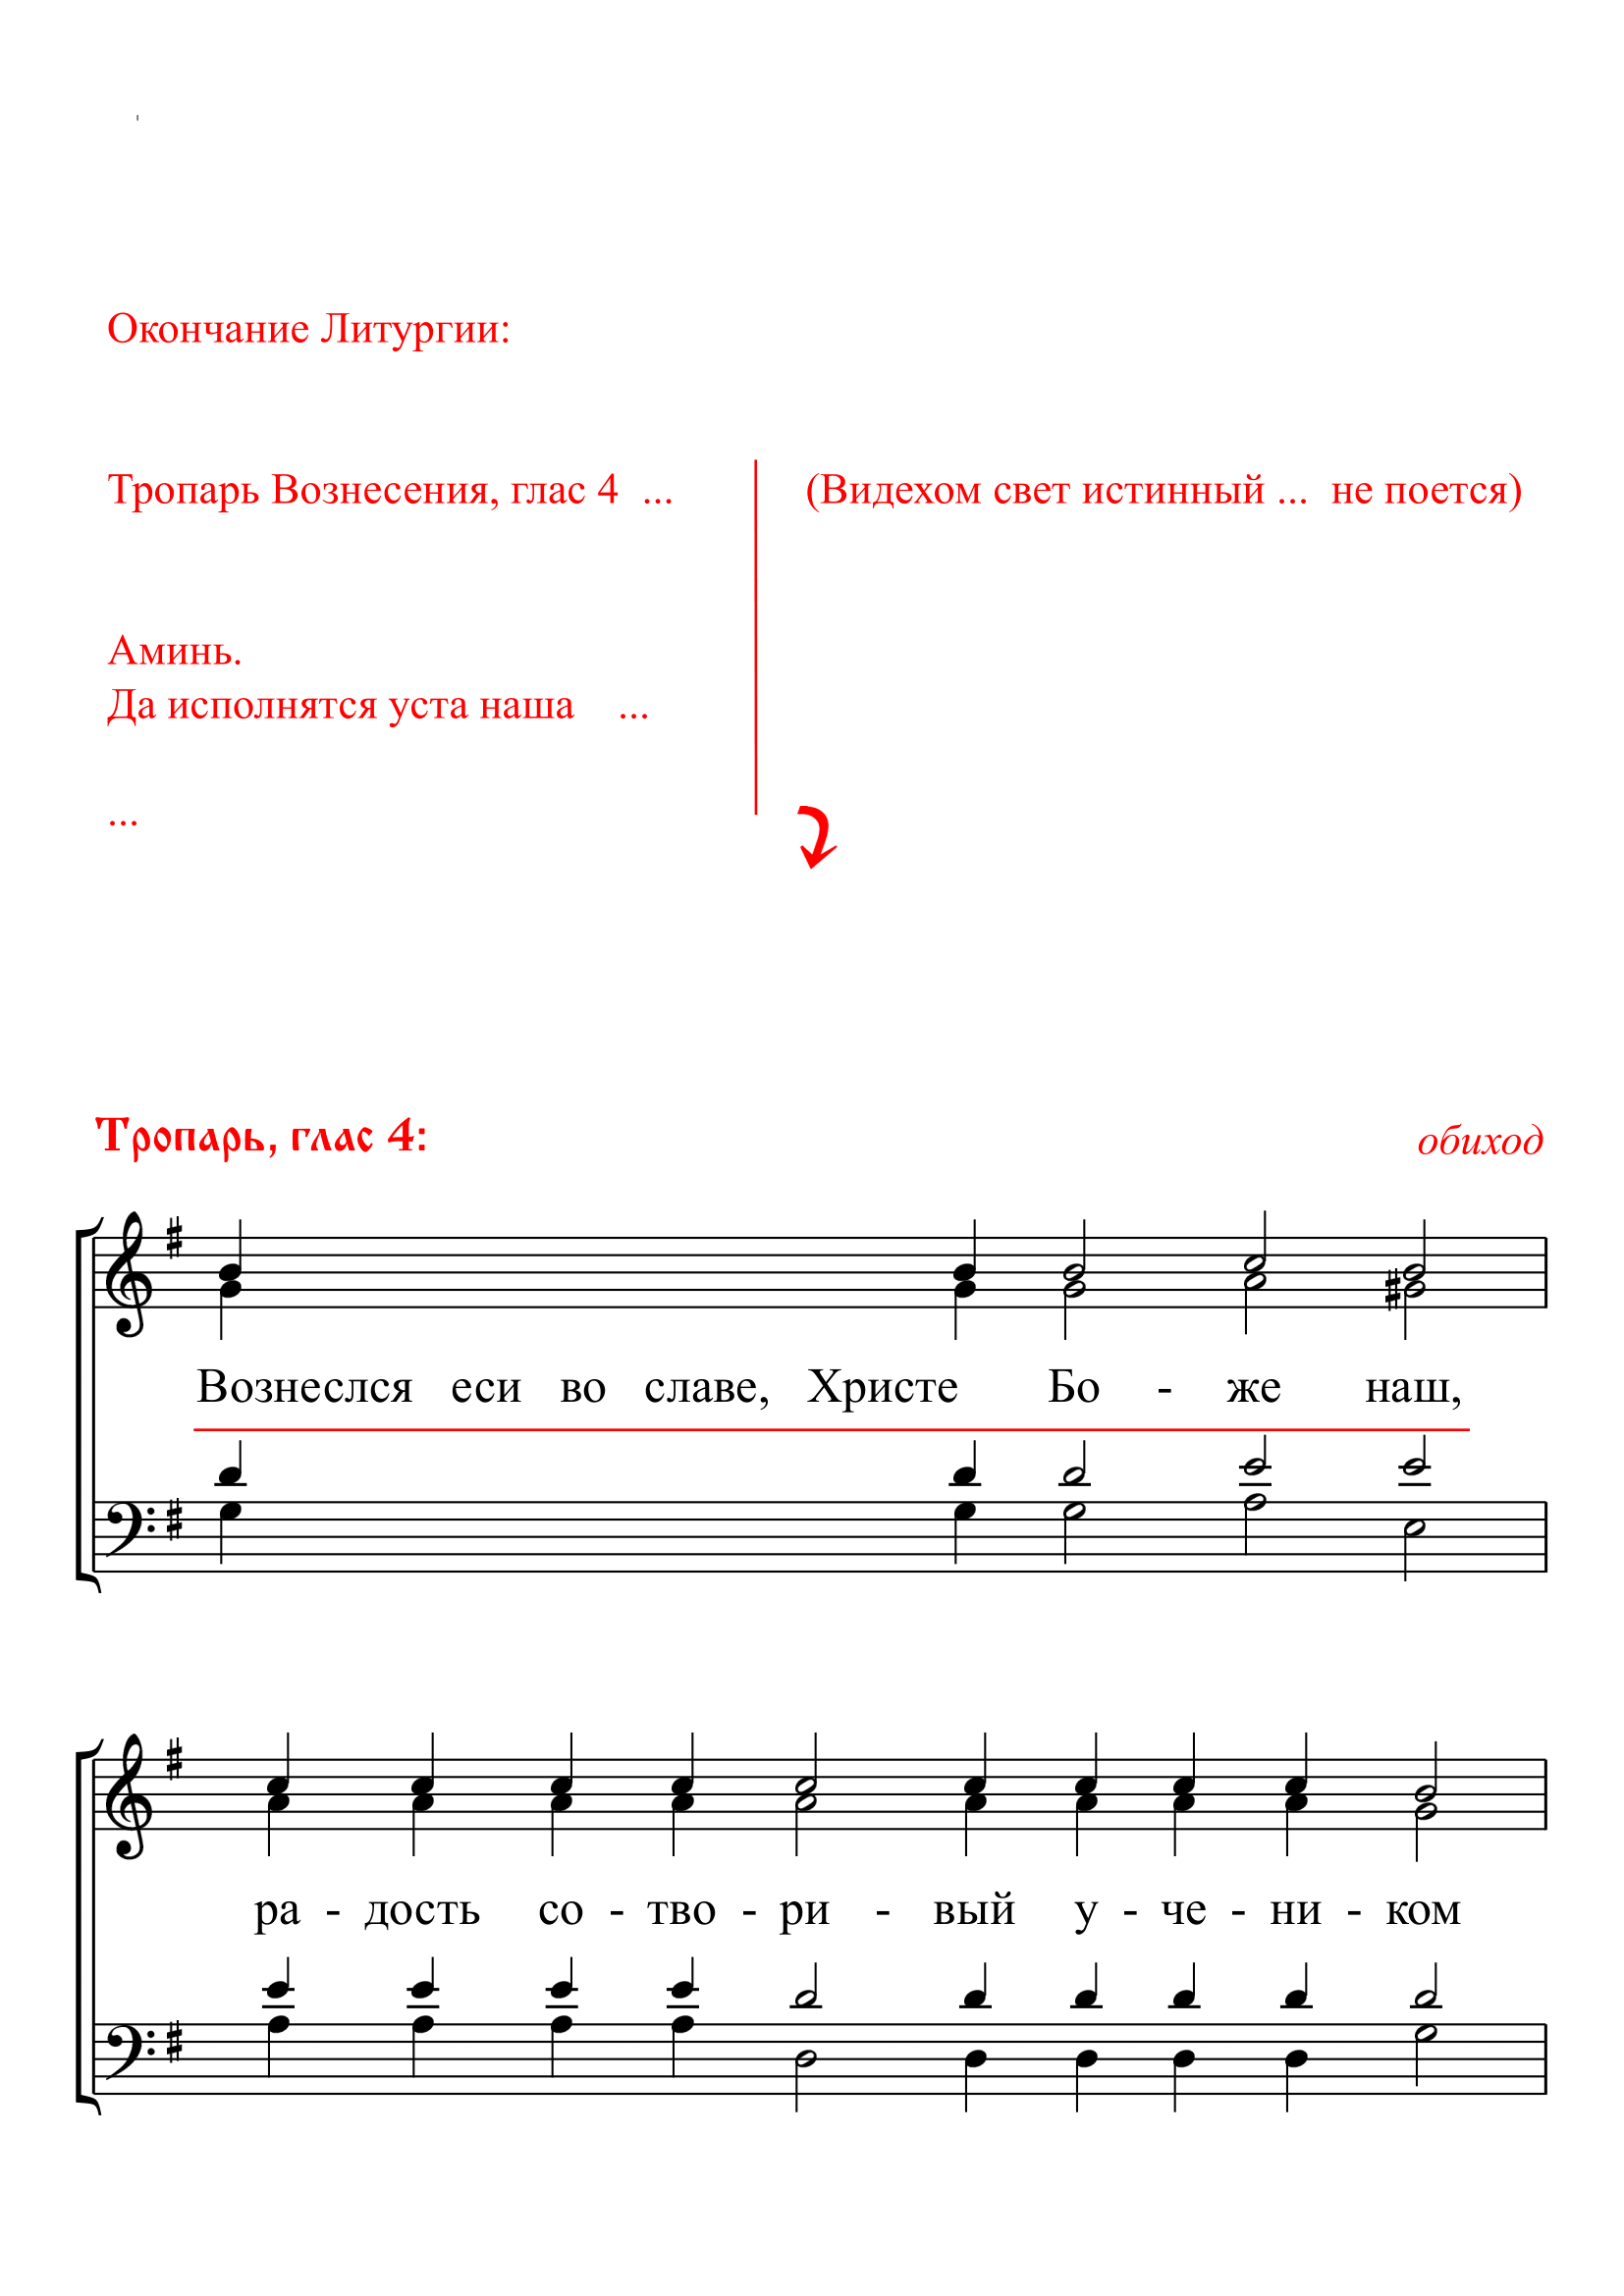 Окончание Литургии:
Тропарь Вознесения, глас 4 ...
(Видехом свет истинный ... не поется)
Аминь.
Да исполнятся уста наша ...
...
Тропарь, глас 4:
обиход
Вознеслся еси во славе, Христе Бо - же наш,
ра - дость со - тво - ри - вый у - че - ни - ком